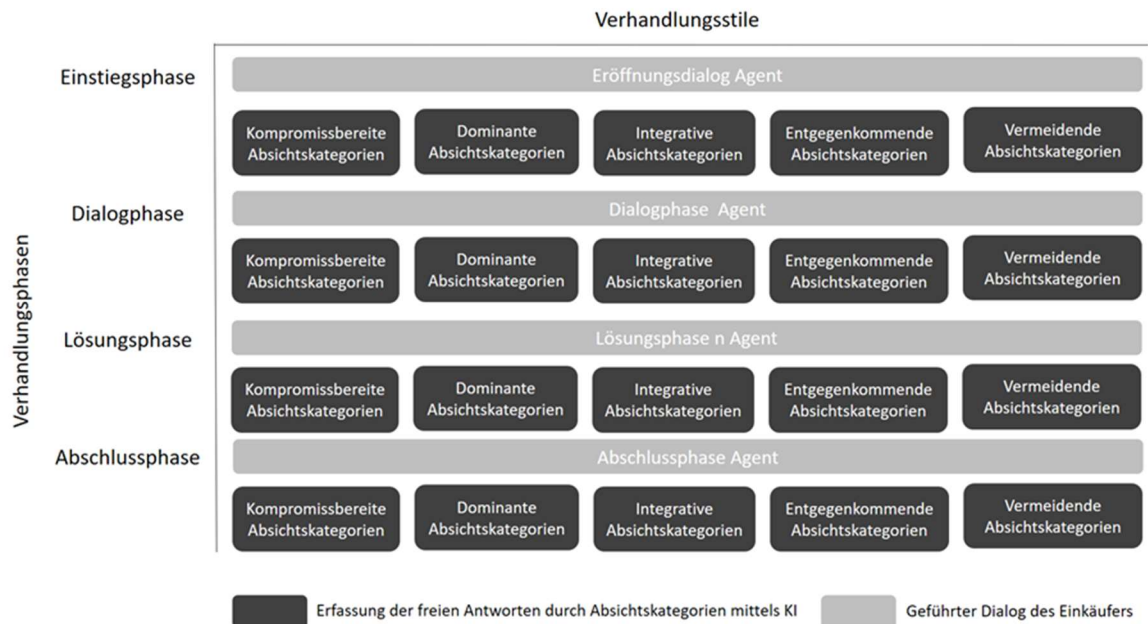 Verhandlungsstile
Einstiegsphase
Eröffnungsdialog Agent
Kompromissbereite
Absichtskategorien
Dominante
Absichtskategorien
Integrative
Absichtskategorien
Entgegenkommende
Absichtskategorien
Vermeidende
Absichtskategorien
Dialogphase
Dialogphase Agent
Kompromissbereite
Absichtskategorien
Dominante
Absichtskategorien
Integrative
Absichtskategorien
Entgegenkommende
Absichtskategorien
Vermeidende
Absichtskategorien
Verhandlungsphasen
Lösungsphase
Lösungsphase n Agent
Kompromissbereite
Absichtskategorien
Dominante
Absichtskategorien
Integrative
Absichtskategorien
Entgegenkommende
Absichtskategorien
Vermeidende
Absichtskategorien
Abschlussphase
Abschlussphase Agent
Kompromissbereite
Absichtskategorien
Dominante
Absichtskategorien
Integrative
Absichtskategorien
Entgegenkommende
Absichtskategorien
Vermeidende
Absichtskategorien
Erfassung der freien Antworten durch Absichtskategorien mittels KI
Geführter Dialog des Einkäufers